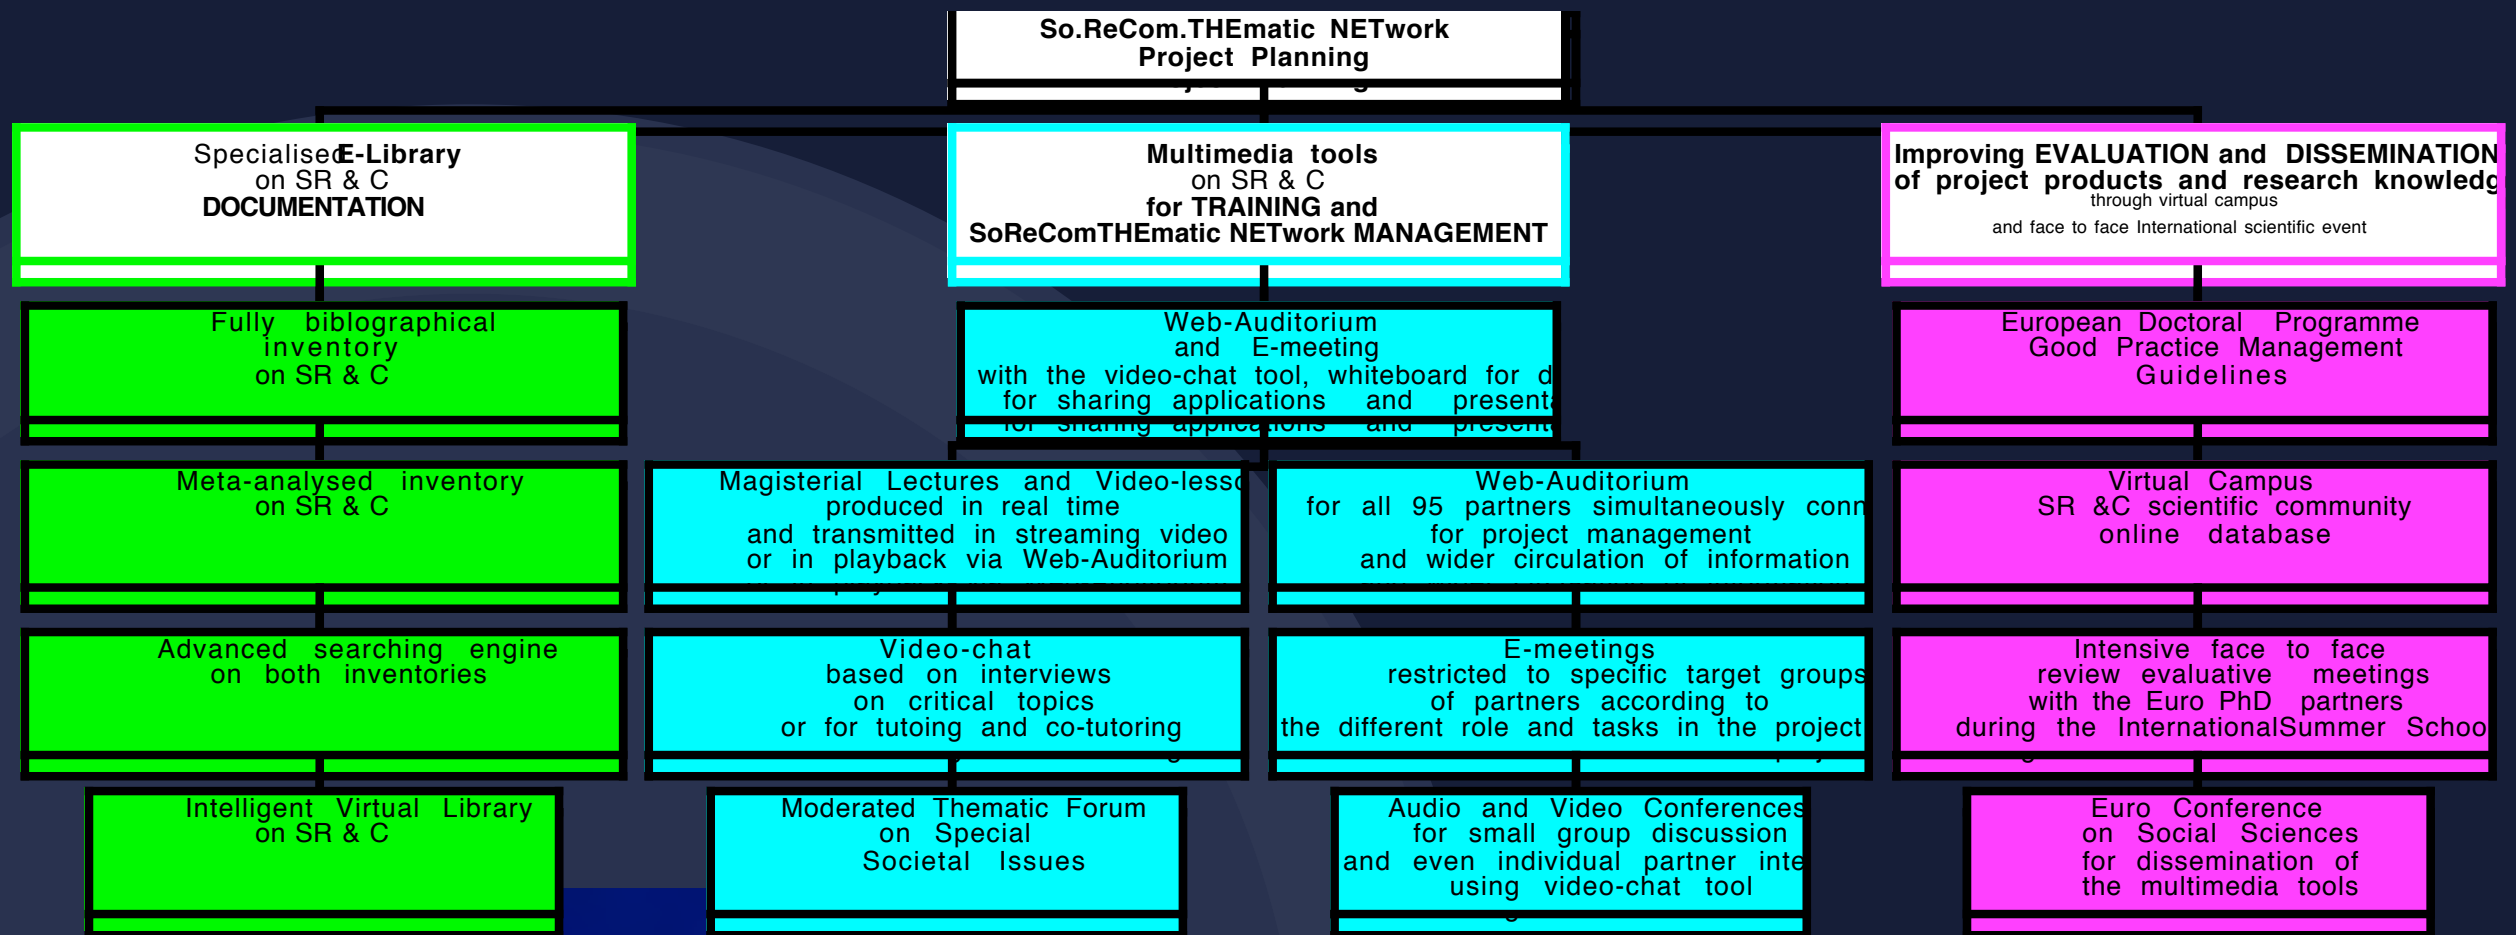 So.ReCom.THEmatic NETwork
Project Planning
Specialised E-Library
on SR & C
DOCUMENTATION
Multimedia tools
on SR & C
for TRAINING and
SoReComTHEmatic NETwork MANAGEMENT
Improving EVALUATION and DISSEMINATION
of project products and research knowledg
through virtual campus
and face to face International scientific event
Fully biblographical
inventory
on SR & C
Web-Auditorium
and E-meeting
with the video-chat tool, whiteboard for d
for sharing applications and present
European Doctoral Programme
Good Practice Management
Guidelines
Meta-analysed inventory
on SR & C
Magisterial Lectures and Video-lesso
produced in real time
and transmitted in streaming video
or in playback via Web-Auditorium
Web-Auditorium
for all 95 partners simultaneously conn
for project management
and wider circulation of information
Virtual Campus
SR &C scientific community
online database
Advanced searching engine
on both inventories
Video-chat
based on interviews
on critical topics
or for tutoing and co-tutoring
E-meetings
restricted to specific target groups
of partners according to
the different role and tasks in the project
Intensive face to face
review evaluative meetings
with the Euro PhD partners
during the InternationalSummer Schoo
Intelligent Virtual Library
on SR & C
Moderated Thematic Forum
on Special
Societal Issues
Audio and Video Conferences
for small group discussion
and even individual partner inte
using video-chat tool
Euro Conference
on Social Sciences
for dissemination of
the multimedia tools